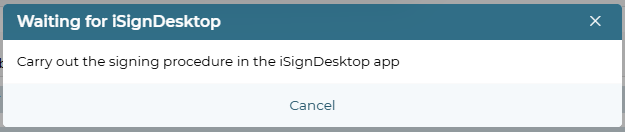 Waiting for iSignDesktop
Carry out the signing procedure in the iSignDesktop app
Cancel